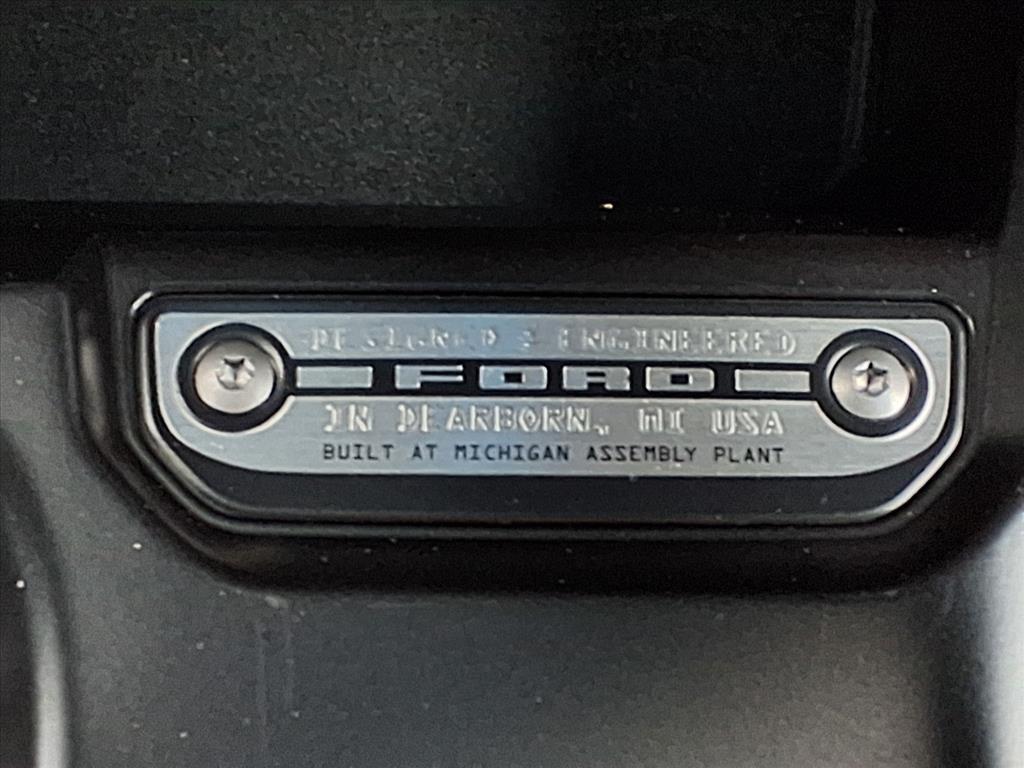 DESIGNED & ENGINEERED
FORD
IN DEARBORN, MI USA
BUILT AT MICHIGAN ASSEMBLY PLANT